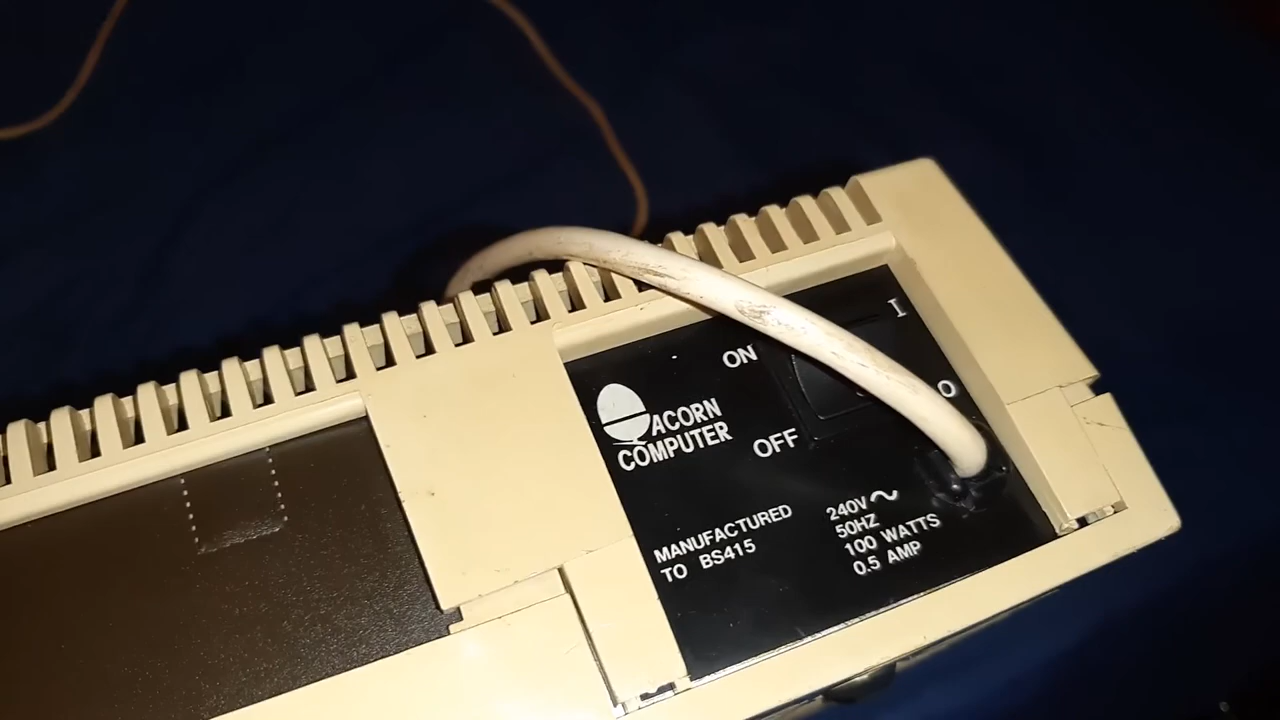 I
ON
O
ACORN
COMPUTER
OFF
MANUFACTURED
TO BS415
240V ~
50HZ
100 WATTS
0.5 AMP